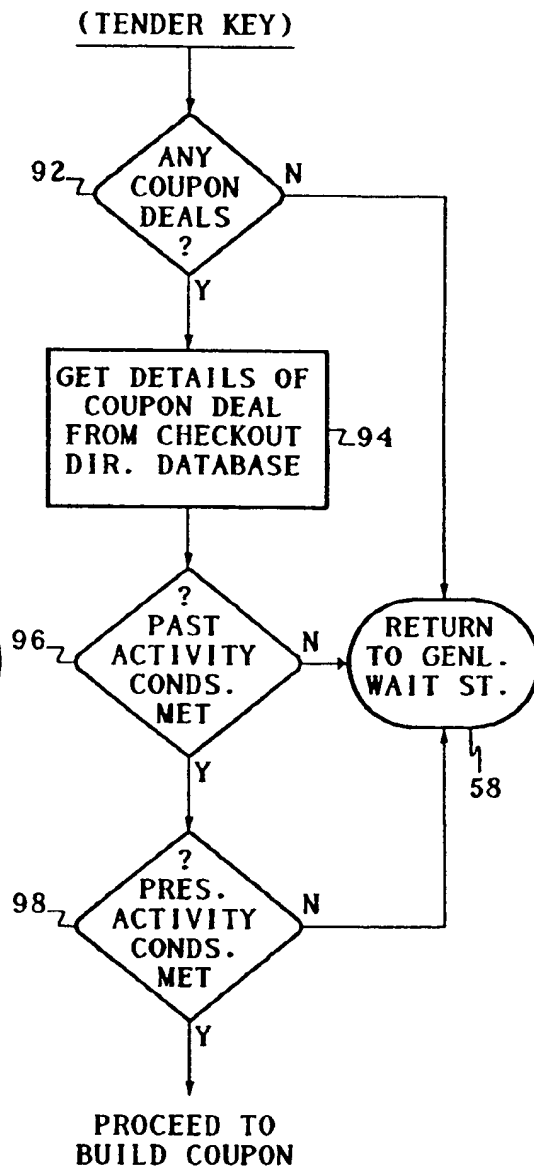 (TENDER KEY)
92
ANY
COUPON
DEALS
?
N
Y
GET DETAILS OF
COUPON DEAL
FROM CHECKOUT
DIR. DATABASE
94
96
?
PAST
ACTIVITY
CONDS.
MET
N
Y
RETURN
TO GENL.
WAIT ST.
58
98
?
PRES.
ACTIVITY
CONDS.
MET
N
Y
PROCEED TO
BUILD COUPON